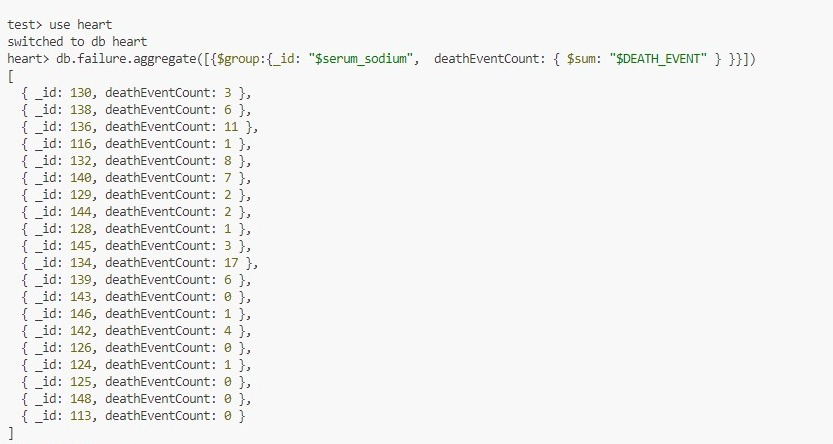 test> use heart
switched to db heart
heart> db.failure.aggregate([{$group:{_id: "$serum_sodium",  deathEventCount: { $sum: "$DEATH_EVENT" } }}])
[
  { _id: 130, deathEventCount: 3 },
  { _id: 138, deathEventCount: 6 },
  { _id: 136, deathEventCount: 11 },
  { _id: 116, deathEventCount: 1 },
  { _id: 132, deathEventCount: 8 },
  { _id: 140, deathEventCount: 7 },
  { _id: 129, deathEventCount: 2 },
  { _id: 144, deathEventCount: 2 },
  { _id: 128, deathEventCount: 1 },
  { _id: 145, deathEventCount: 3 },
  { _id: 134, deathEventCount: 17 },
  { _id: 139, deathEventCount: 6 },
  { _id: 143, deathEventCount: 0 },
  { _id: 146, deathEventCount: 1 },
  { _id: 142, deathEventCount: 4 },
  { _id: 126, deathEventCount: 0 },
  { _id: 124, deathEventCount: 1 },
  { _id: 125, deathEventCount: 0 },
  { _id: 148, deathEventCount: 0 },
  { _id: 113, deathEventCount: 0 }
]